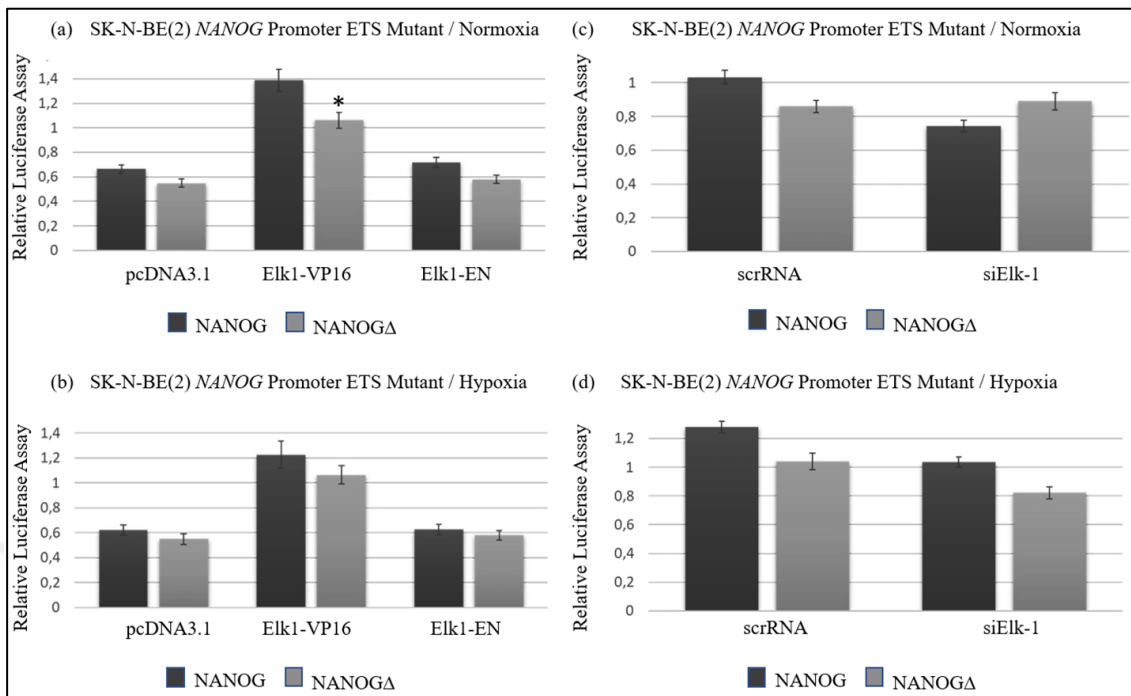 (a) SK-N-BE(2) NANOG Promoter ETS Mutant / Normoxia
Relative Luciferase Assay
1,4
1,2
1
0,8
0,6
0,4
0,2
0
*
pcDNA3.1 Elk1-VP16 Elk1-EN
NANOG NANOGΔ
(c) SK-N-BE(2) NANOG Promoter ETS Mutant / Normoxia
Relative Luciferase Assay
1
0,8
0,6
0,4
0,2
0
scrRNA siElk-1
NANOG NANOGΔ
(b) SK-N-BE(2) NANOG Promoter ETS Mutant / Hypoxia
Relative Luciferase Assay
1,4
1,2
1
0,8
0,6
0,4
0,2
0
pcDNA3.1 Elk1-VP16 Elk1-EN
NANOG NANOGΔ
(d) SK-N-BE(2) NANOG Promoter ETS Mutant / Hypoxia
Relative Luciferase Assay
1,2
1
0,8
0,6
0,4
0,2
0
scrRNA siElk-1
NANOG NANOGΔ